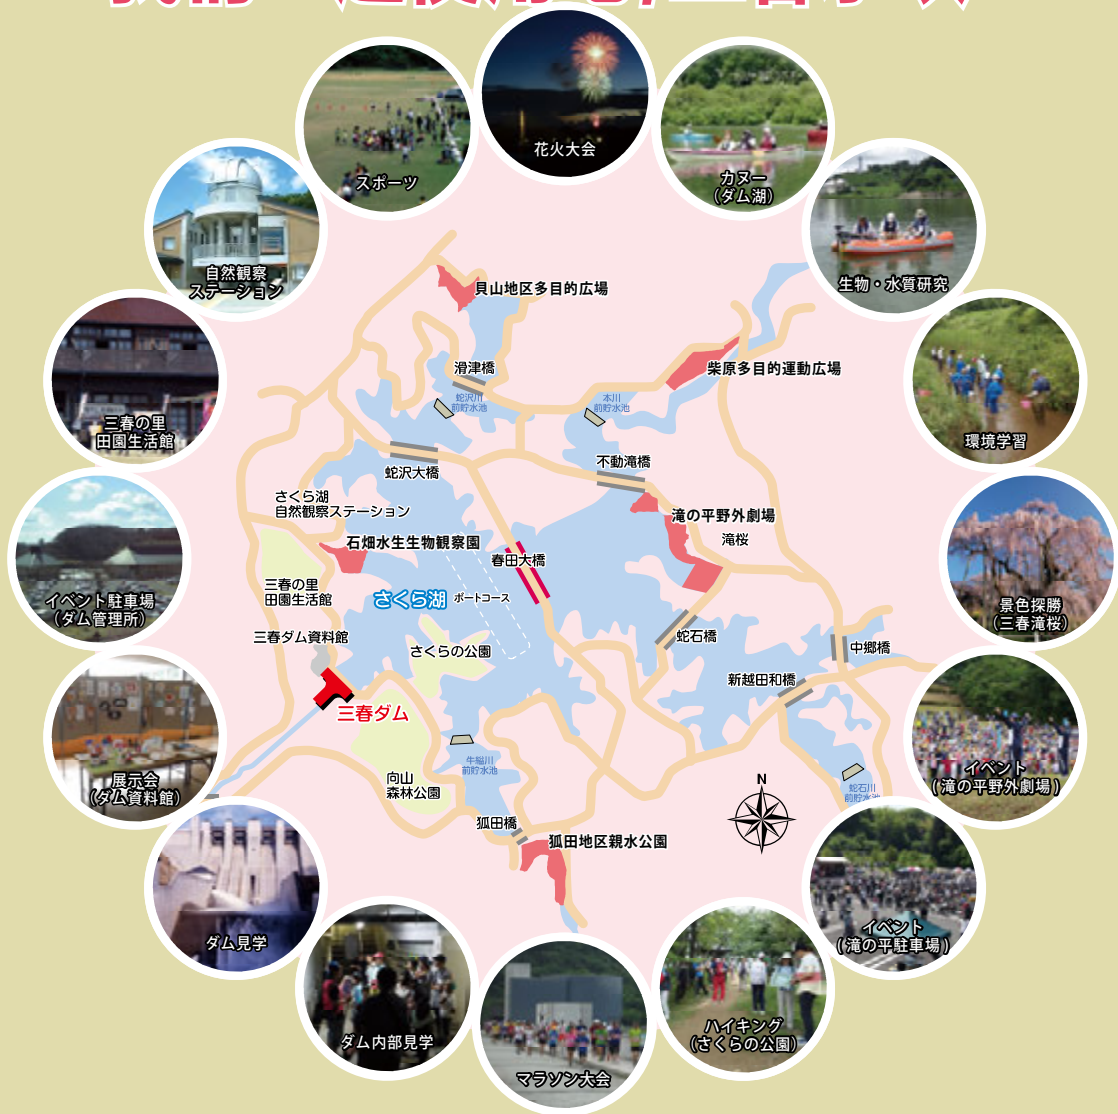 花火大会
スポーツ
カヌー
(ダム湖)
自然観察
ステーション
生物・水質研究
三春の里
田園生活館
環境学習
イベント駐車場
(ダム管理所)
景色探勝
(三春滝桜)
展示会
(ダム資料館)
イベント
(滝の平野外劇場)
ダム見学
イベント
(滝の平駐車場)
ダム内部見学
ハイキング
(さくらの公園)
マラソン大会
貝山地区多目的広場
滑津橋
柴原多目的運動広場
蛇沢川
前貯水池
本川
前貯水池
蛇沢大橋
不動滝橋
さくら湖
自然観察ステーション
滝の平野外劇場
滝桜
石畑水生生物観察園
春田大橋
三春の里
田園生活館
さくら湖
ボートコース
三春ダム資料館
さくらの公園
蛇石橋
中郷橋
新越田和橋
三春ダム
牛縊川
前貯水池
向山
森林公園
N
蛇石川
前貯水池
狐田橋
狐田地区親水公園